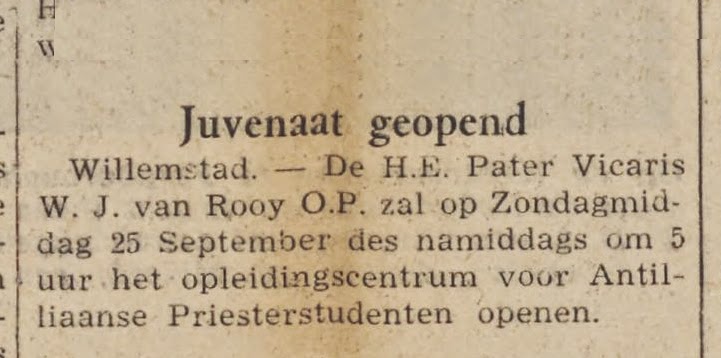 Juvenaat geopend
Willemstad. — De H.E. Pater Vicaris
W. J. van Rooy O.P. zal op Zondagmid-
dag 25 September des namiddags om 5
uur het opleidingscentrum voor Antil-
liaanse Priesterstudenten openen.